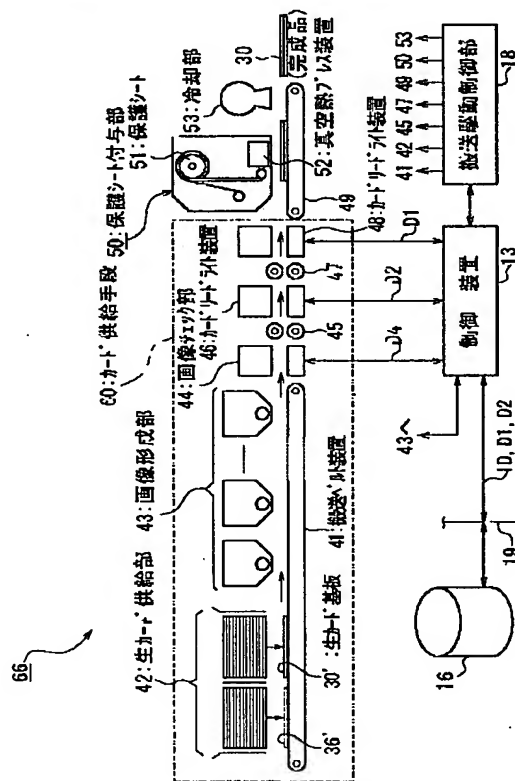 66
60:カード供給手段
42:生カード供給部
43:画像形成部
44:画像チェック部
46:カードリードライト装置
50:保護シート付与部
51:保護シート
53:冷却部
30
(完成品)
52:真空熱プレス装置
36'
30':生カード基板
41:搬送ベルト装置
45
47
48:カードリードライト装置
49
D4
D2
D1
43へ
16
19
ID, D1, D2
制御装置
13
41 42 45 47 49 50 53
搬送駆動制御部
18